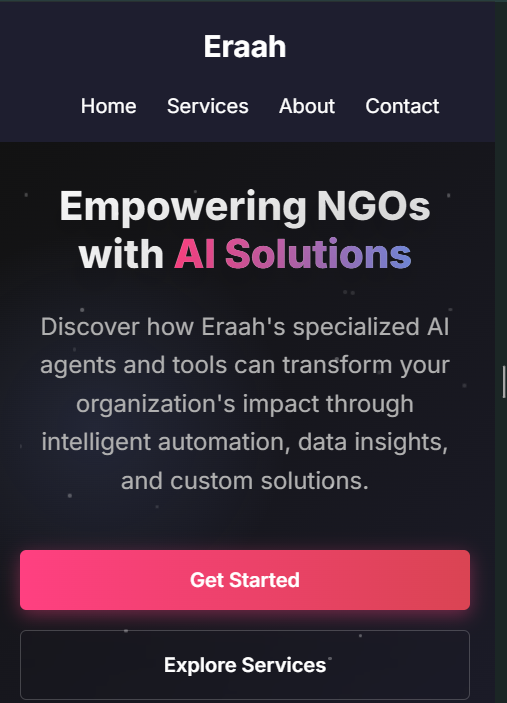 Eraah
Home Services About Contact
Empowering NGOs
with AI Solutions
Discover how Eraah's specialized AI
agents and tools can transform your
organization's impact through
intelligent automation, data insights,
and custom solutions.
Get Started
Explore Services